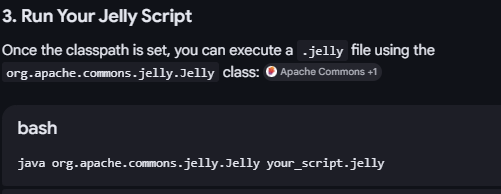 3. Run Your Jelly Script
Once the classpath is set, you can execute a .jelly file using the
org.apache.commons.jelly.Jelly class: Apache Commons +1
bash
java org.apache.commons.jelly.Jelly your_script.jelly